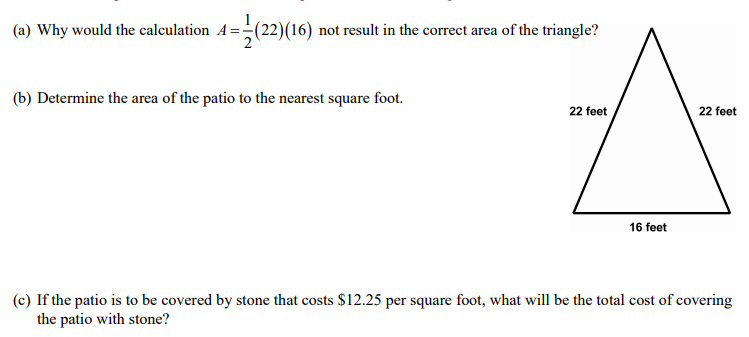 (a) Why would the calculation A = 1/2 (22)(16) not result in the correct area of the triangle?
(b) Determine the area of the patio to the nearest square foot.
22 feet
22 feet
16 feet
(c) If the patio is to be covered by stone that costs $12.25 per square foot, what will be the total cost of covering
the patio with stone?